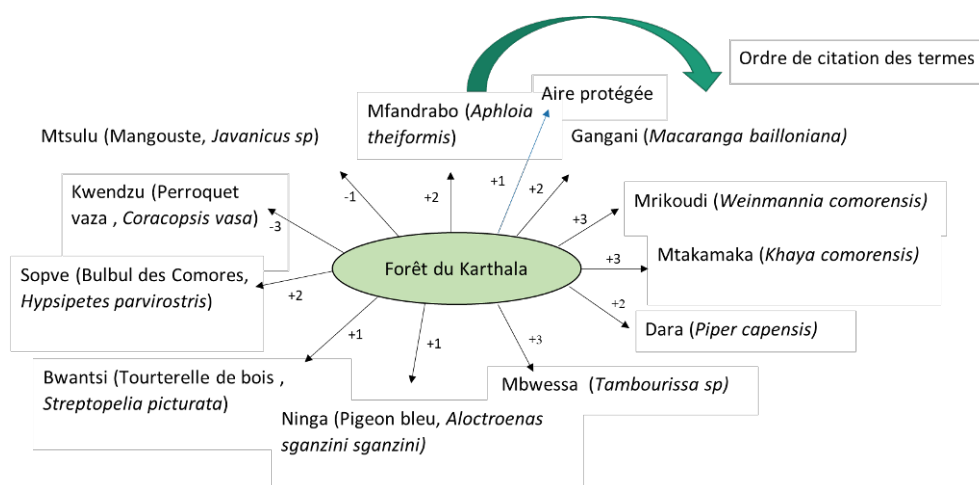 Ordre de citation des termes
Aire protégée
Mfandrabo (Aphloia
theiformis)
Mtsulu (Mangouste, Javanicus sp)
Gangani (Macaranga bailloniana)
Kwendzu (Perroquet
vaza , Coracopsis vasa)
Mrikoudi (Weinmannia comorensis)
-1
+2
+1
+2
+3
-3
Sopve (Bulbul des Comores,
Hypsipetes parvirostris)
Forêt du Karthala
Mtakamaka (Khaya comorensis)
+3
+2
+2
Dara (Piper capensis)
+1
+1
+3
Bwantsi (Tourterelle de bois ,
Streptopelia picturata)
Mbwessa (Tambourissa sp)
Ninga (Pigeon bleu, Aloctroenas
sganzini sganzini)